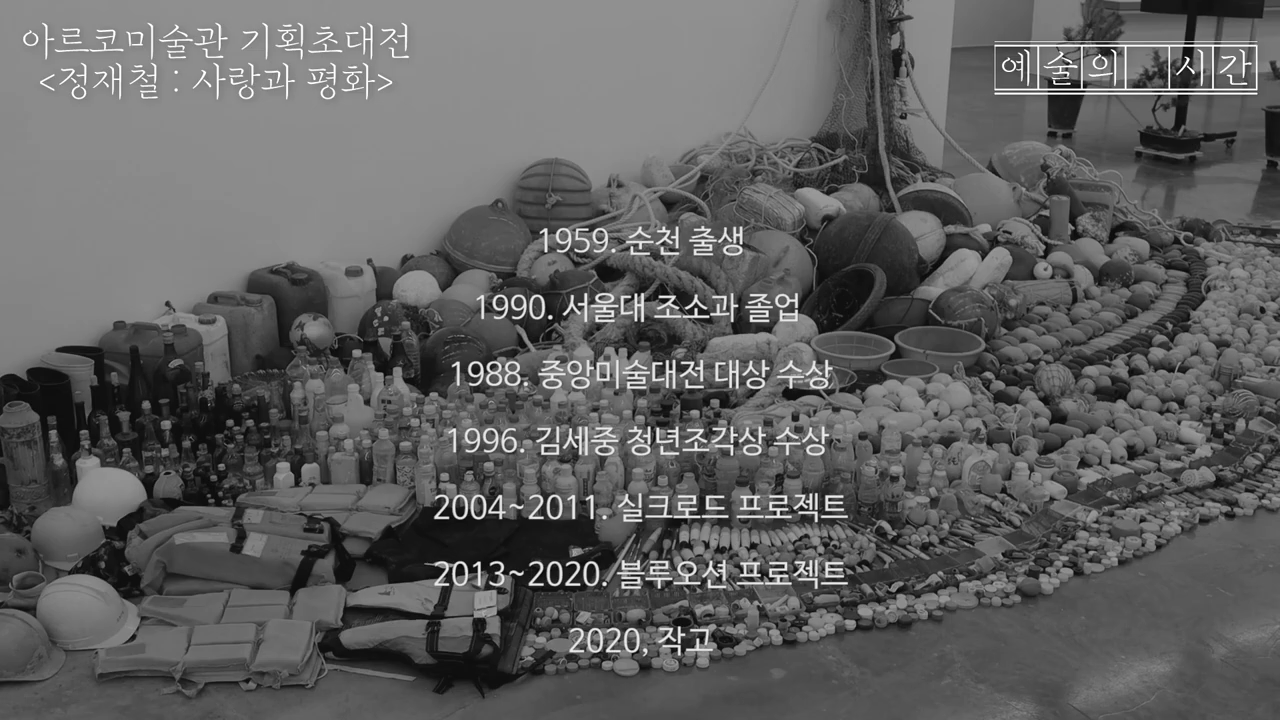 아르코미술관 기획초대전
<정재철 : 사랑과 평화>
예술의 시간
1959. 순천 출생
1990. 서울대 조소과 졸업
1988. 중앙미술대전 대상 수상
1996. 김세중 청년조각상 수상
2004~2011. 실크로드 프로젝트
2013~2020. 블루오션 프로젝트
2020, 작고